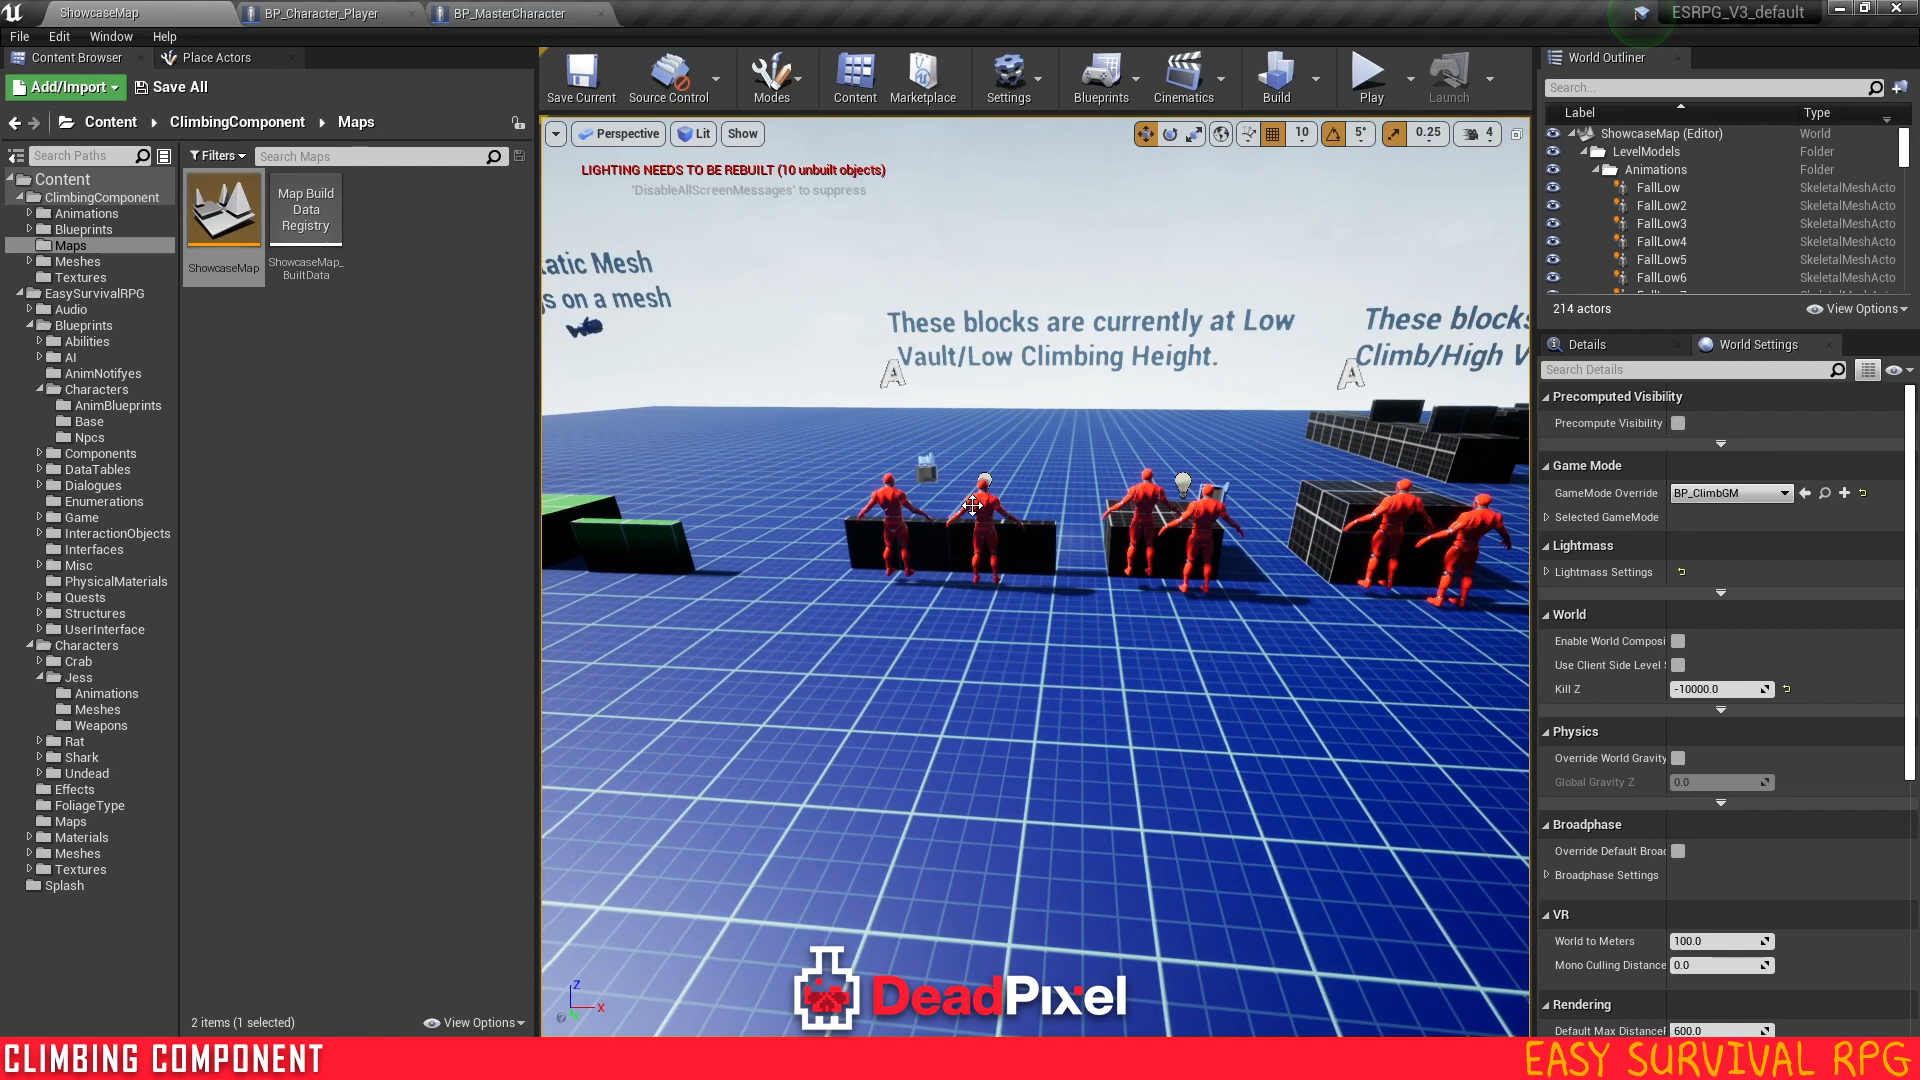 ShowcaseMap
BP_Character_Player
BP_MasterCharacter
ESRPG_V3_default
File Edit Window Help
Content Browser
Place Actors
World Outliner
Add/Import
Save All
Save Current
Source Control
Modes
Content
Marketplace
Settings
Blueprints
Cinematics
Build
Play
Launch
Search...
Label
Type
Content
ClimbingComponent
Maps
Perspective
Lit
Show
10
5°
0.25
4
Search Paths
Filters
Search Maps
LIGHTING NEEDS TO BE REBUILT (10 unbuilt objects)
'DisableAllScreenMessages' to suppress
ShowcaseMap (Editor) World
LevelModels Folder
Animations Folder
FallLow SkeletalMeshActo
FallLow2 SkeletalMeshActo
FallLow3 SkeletalMeshActo
FallLow4 SkeletalMeshActo
FallLow5 SkeletalMeshActo
FallLow6 SkeletalMeshActo
214 actors
View Options
Content
ClimbingComponent
Animations
Blueprints
Maps
Meshes
Textures
EasySurvivalRPG
Audio
Blueprints
Abilities
AI
AnimNotifyes
Characters
AnimBlueprints
Base
Npcs
Components
DataTables
Dialogues
Enumerations
Game
InteractionObjects
Interfaces
Misc
PhysicalMaterials
Quests
Structures
UserInterface
Characters
Crab
Jess
Animations
Meshes
Weapons
Rat
Shark
Undead
Effects
FoliageType
Maps
Materials
Meshes
Textures
Splash
Map Build
Data
Registry
ShowcaseMap
ShowcaseMap_
BuiltData
2 items (1 selected)
View Options
atic Mesh
s on a mesh
These blocks are currently at Low
Vault/Low Climbing Height.
These blocks
Climb/High V
Details
World Settings
Search Details
Precomputed Visibility
Precompute Visibility
Game Mode
GameMode Override BP_ClimbGM
Selected GameMode
Lightmass
Lightmass Settings
World
Enable World Composi
Use Client Side Level S
Kill Z -10000.0
Physics
Override World Gravity
Global Gravity Z 0.0
Broadphase
Override Default Broad
Broadphase Settings
VR
World to Meters 100.0
Mono Culling Distance 0.0
Rendering
Default Max DistanceF 600.0
Z
X
Y
DeadPixel
CLIMBING COMPONENT
EASY SURVIVAL RPG